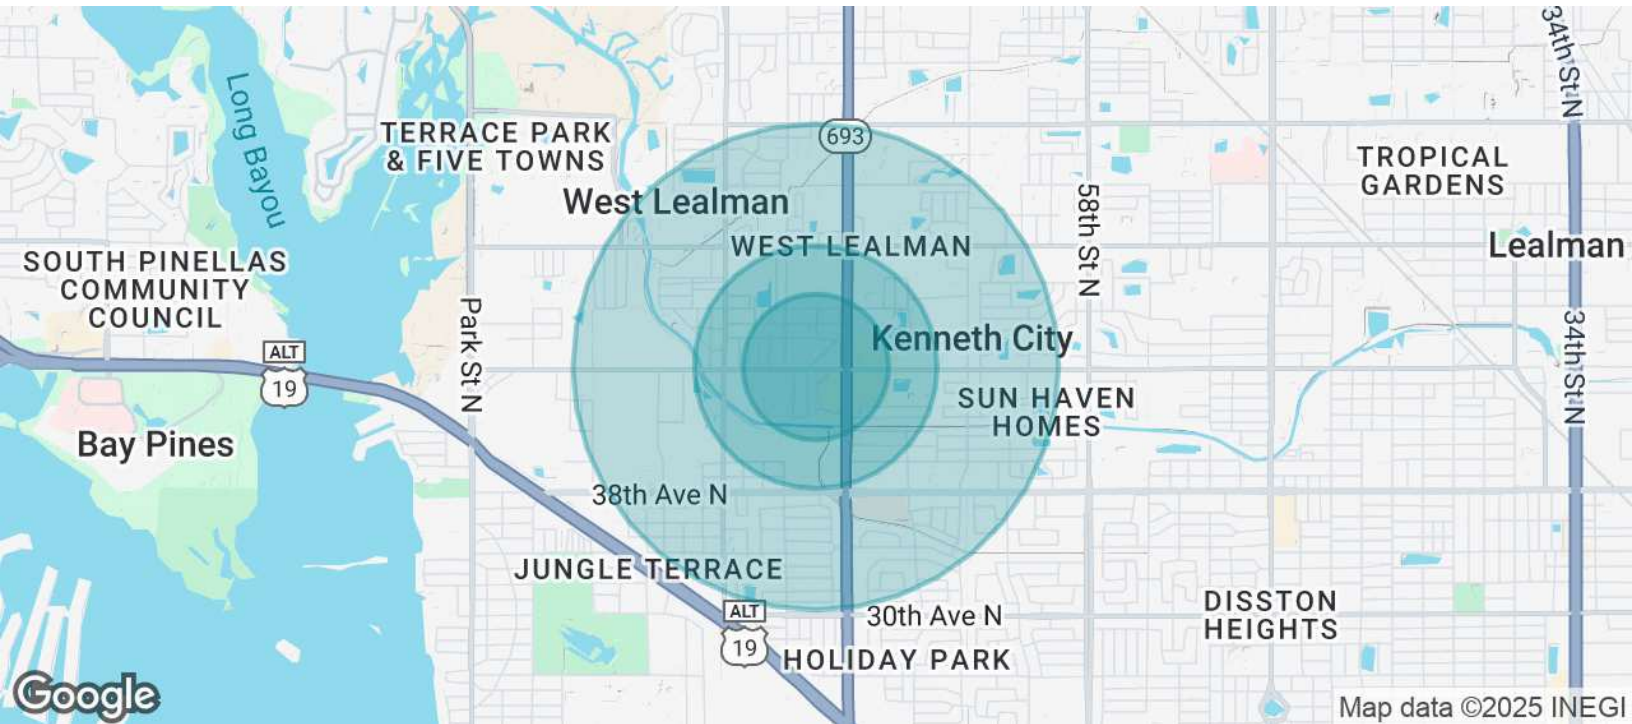 34th St N
Long Bayou
TERRACE PARK
& FIVE TOWNS
693
TROPICAL
GARDENS
West Lealman
58th St N
WEST LEALMAN
Lealman
SOUTH PINELLAS
COMMUNITY
COUNCIL
Park St N
Kenneth City
34th St N
ALT
19
SUN HAVEN
HOMES
Bay Pines
38th Ave N
JUNGLE TERRACE
ALT
19
30th Ave N
DISSTON
HEIGHTS
HOLIDAY PARK
Google
Map data ©2025 INEGI